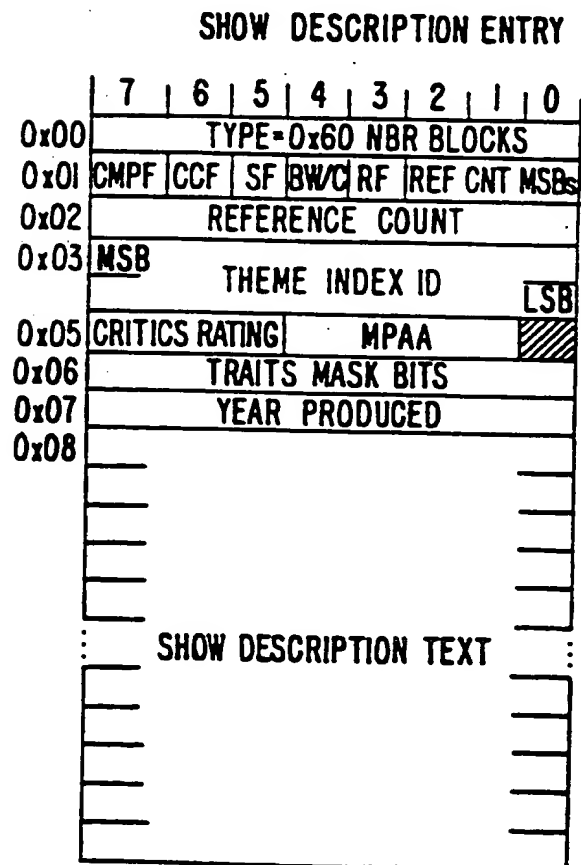 SHOW DESCRIPTION ENTRY
7 6 5 4 3 2 1 0
0x00 TYPE=0x60 NBR BLOCKS
0x01 CMPF CCF SF BW/C RF REF CNT MSBs
0x02 REFERENCE COUNT
0x03 MSB THEME INDEX ID LSB
0x05 CRITICS RATING MPAA
0x06 TRAITS MASK BITS
0x07 YEAR PRODUCED
0x08
SHOW DESCRIPTION TEXT